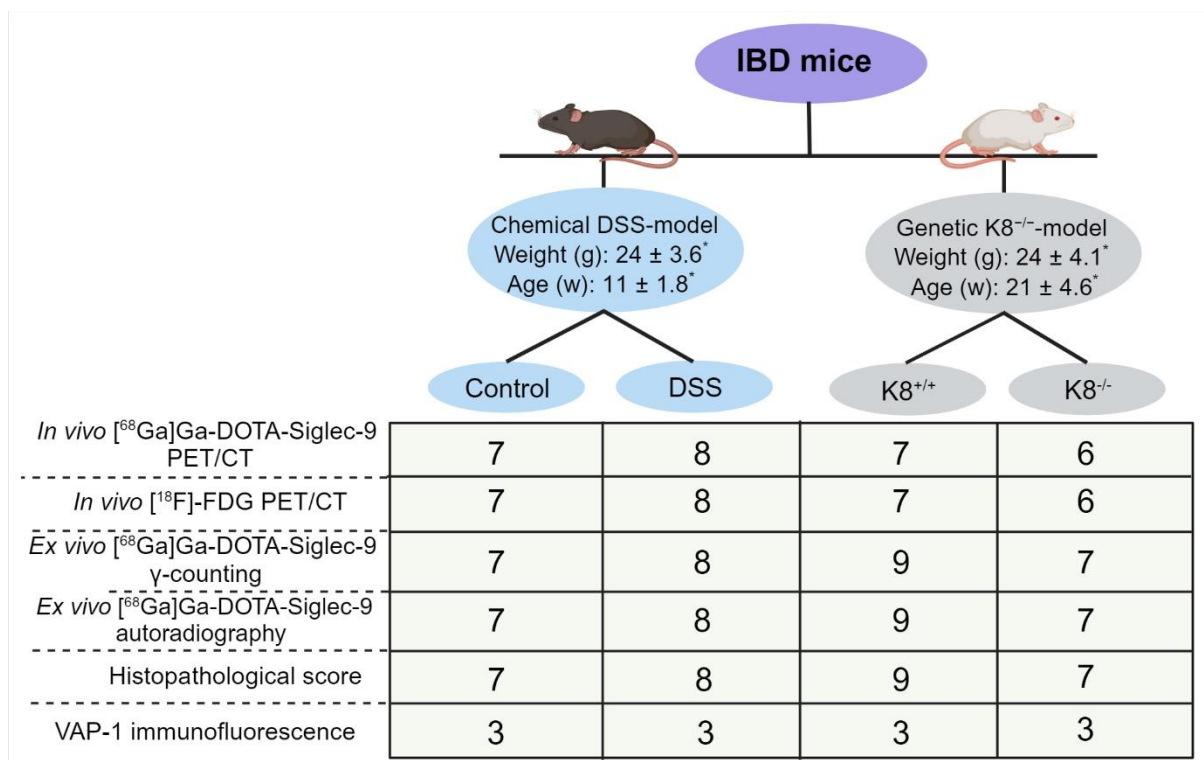 IBD mice
Chemical DSS-model
Weight (g): 24 ± 3.6*
Age (w): 11 ± 1.8*
Genetic K8⁻/⁻-model
Weight (g): 24 ± 4.1*
Age (w): 21 ± 4.6*
Control DSS K8⁺/⁺ K8⁻/⁻
In vivo [⁶⁸Ga]Ga-DOTA-Siglec-9
PET/CT
7 8 7 6
In vivo [¹⁸F]-FDG PET/CT
7 8 7 6
Ex vivo [⁶⁸Ga]Ga-DOTA-Siglec-9
γ-counting
7 8 9 7
Ex vivo [⁶⁸Ga]Ga-DOTA-Siglec-9
autoradiography
7 8 9 7
Histopathological score
7 8 9 7
VAP-1 immunofluorescence
3 3 3 3